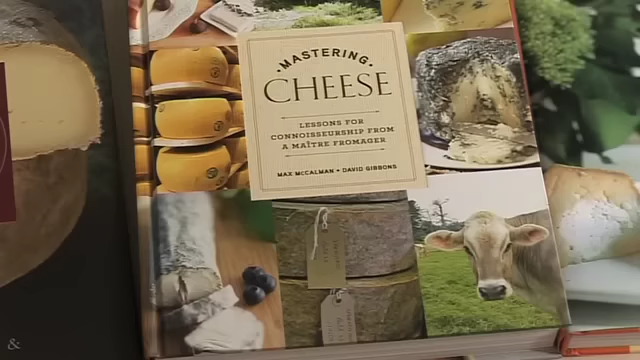 ·MASTERING·
CHEESE
LESSONS FOR
CONNOISSEURSHIP FROM
A MAÎTRE FROMAGER
MAX McCALMAN • DAVID GIBBONS
&